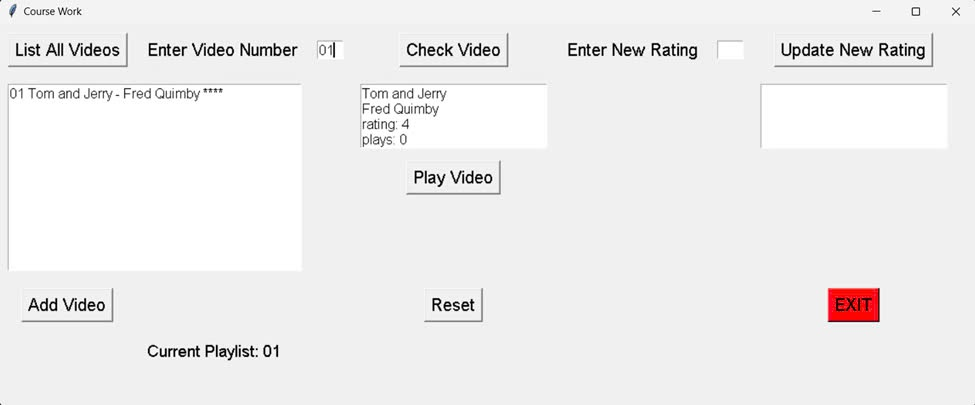 Course Work
List All Videos
Enter Video Number
01
Check Video
Enter New Rating
Update New Rating
01 Tom and Jerry - Fred Quimby ****
Tom and Jerry
Fred Quimby
rating: 4
plays: 0
Play Video
Add Video
Reset
EXIT
Current Playlist: 01